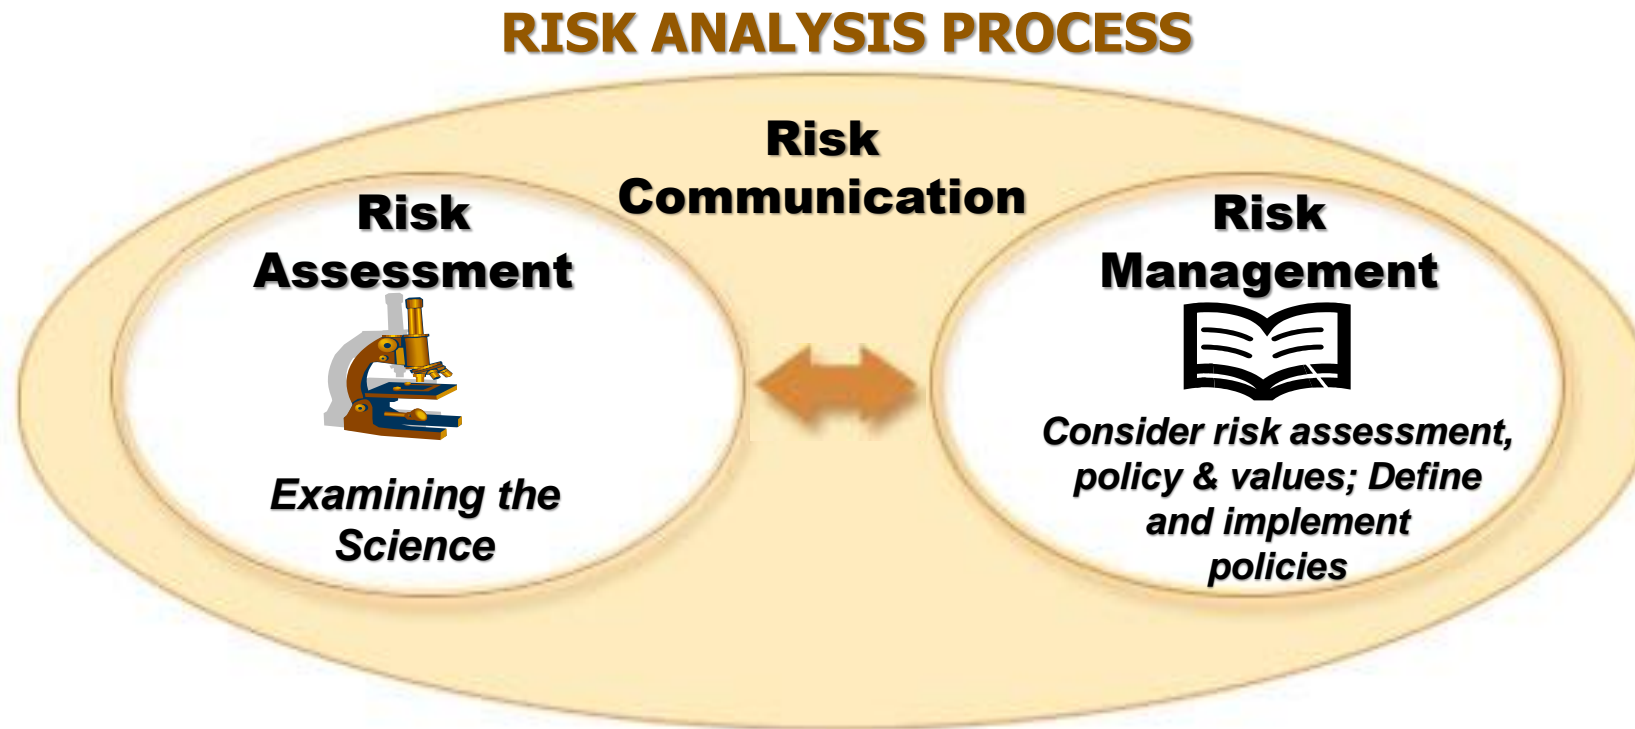 RISK ANALYSIS PROCESS
Risk
Communication
Risk
Assessment
Examining the
Science
Risk
Management
Consider risk assessment,
policy & values; Define
and implement
policies